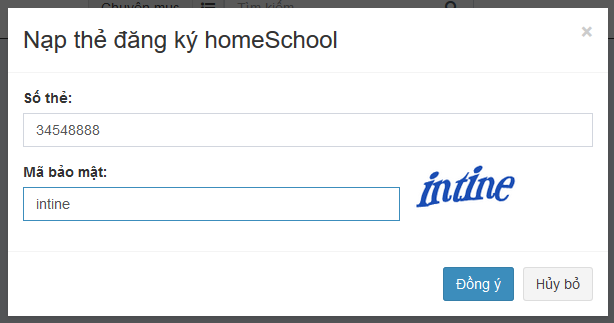 Chuyên mục
Tìm kiếm
Nạp thẻ đăng ký homeSchool
×
Số thẻ:
34548888
Mã bảo mật:
intine
intine
Đồng ý
Hủy bỏ